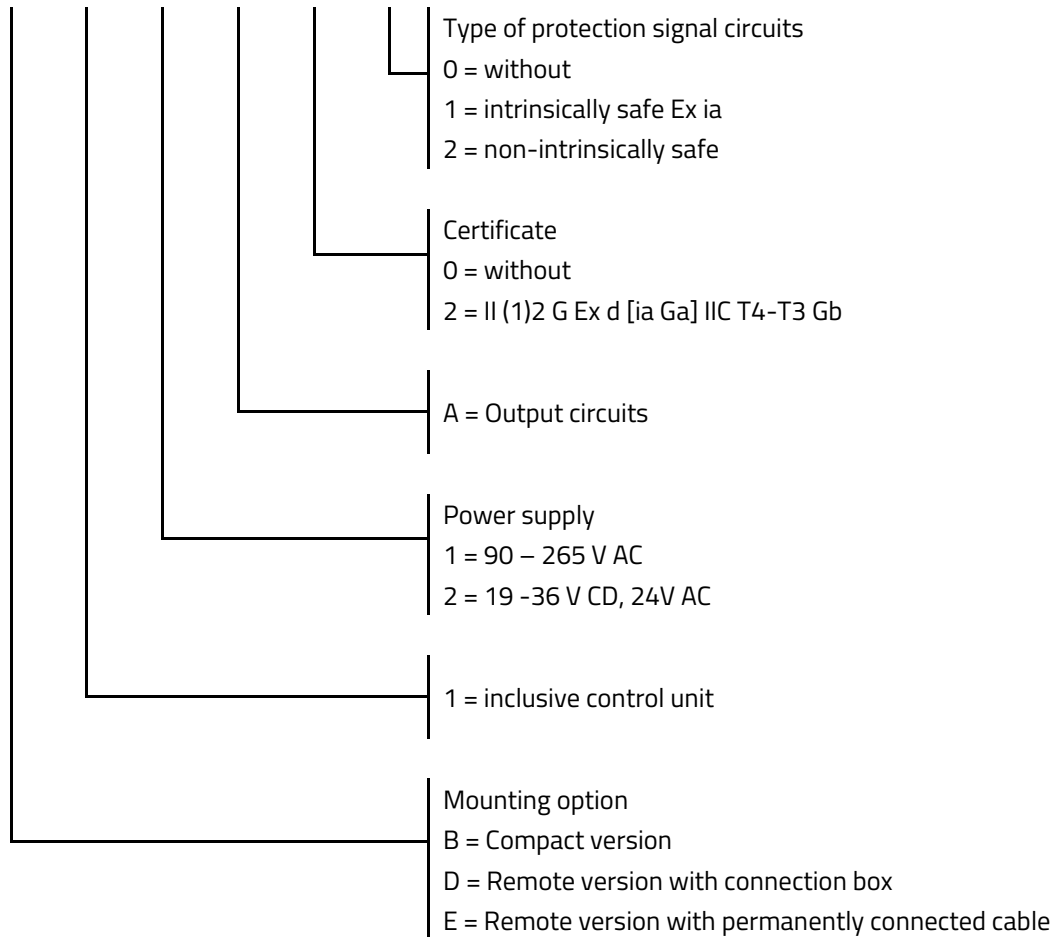 Type of protection signal circuits
0 = without
1 = intrinsically safe Ex ia
2 = non-intrinsically safe
Certificate
0 = without
2 = II (1)2 G Ex d [ia Ga] IIC T4-T3 Gb
A = Output circuits
Power supply
1 = 90 – 265 V AC
2 = 19 -36 V CD, 24V AC
1 = inclusive control unit
Mounting option
B = Compact version
D = Remote version with connection box
E = Remote version with permanently connected cable